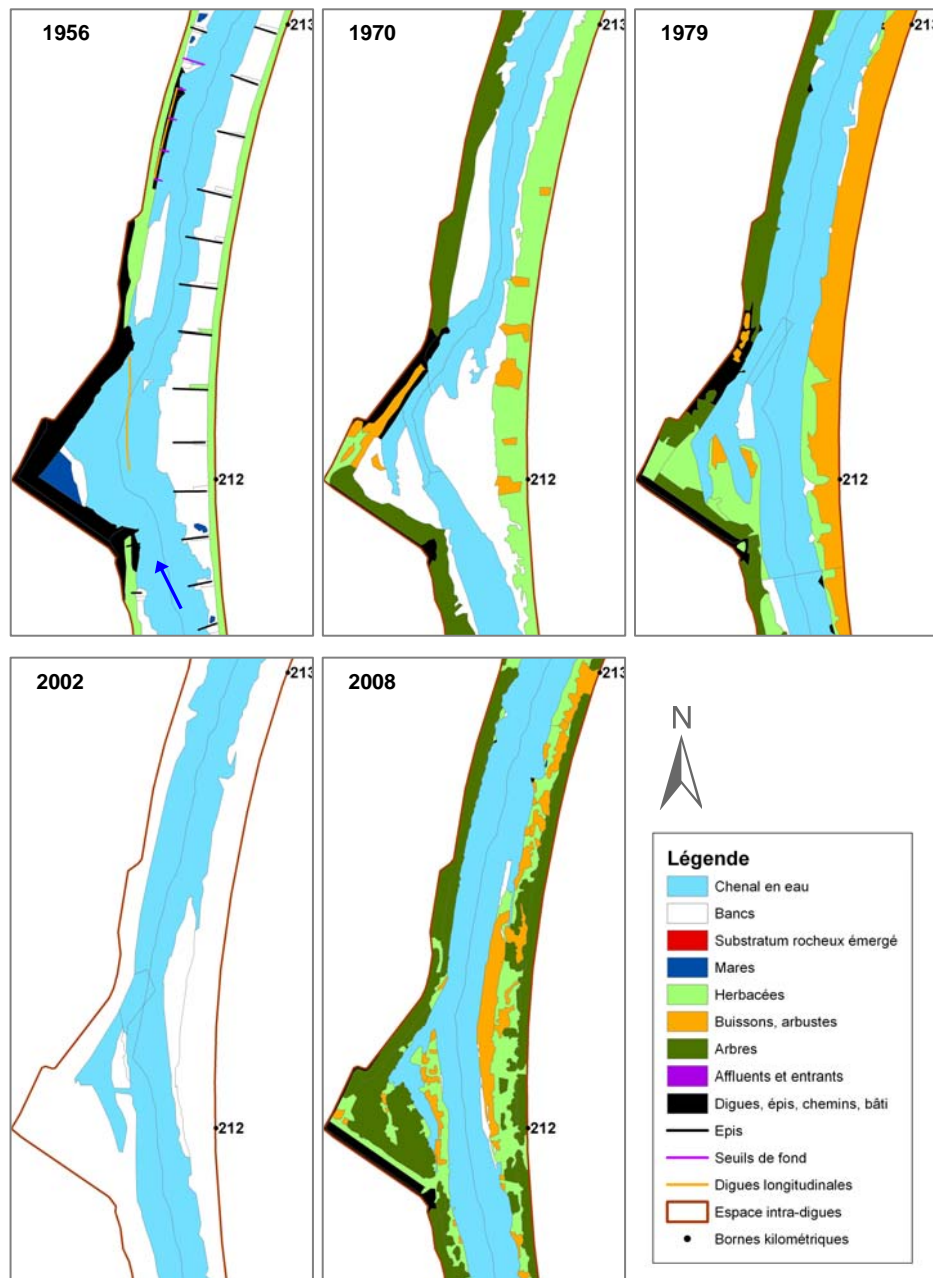 1956
213
212
1970
213
212
1979
213
212
2002
213
212
2008
213
212
N
Légende
Chenal en eau
Bancs
Substratum rocheux émergé
Mares
Herbacées
Buissons, arbustes
Arbres
Affluents et entrants
Digues, épis, chemins, bâti
Epis
Seuils de fond
Digues longitudinales
Espace intra-digues
Bornes kilométriques